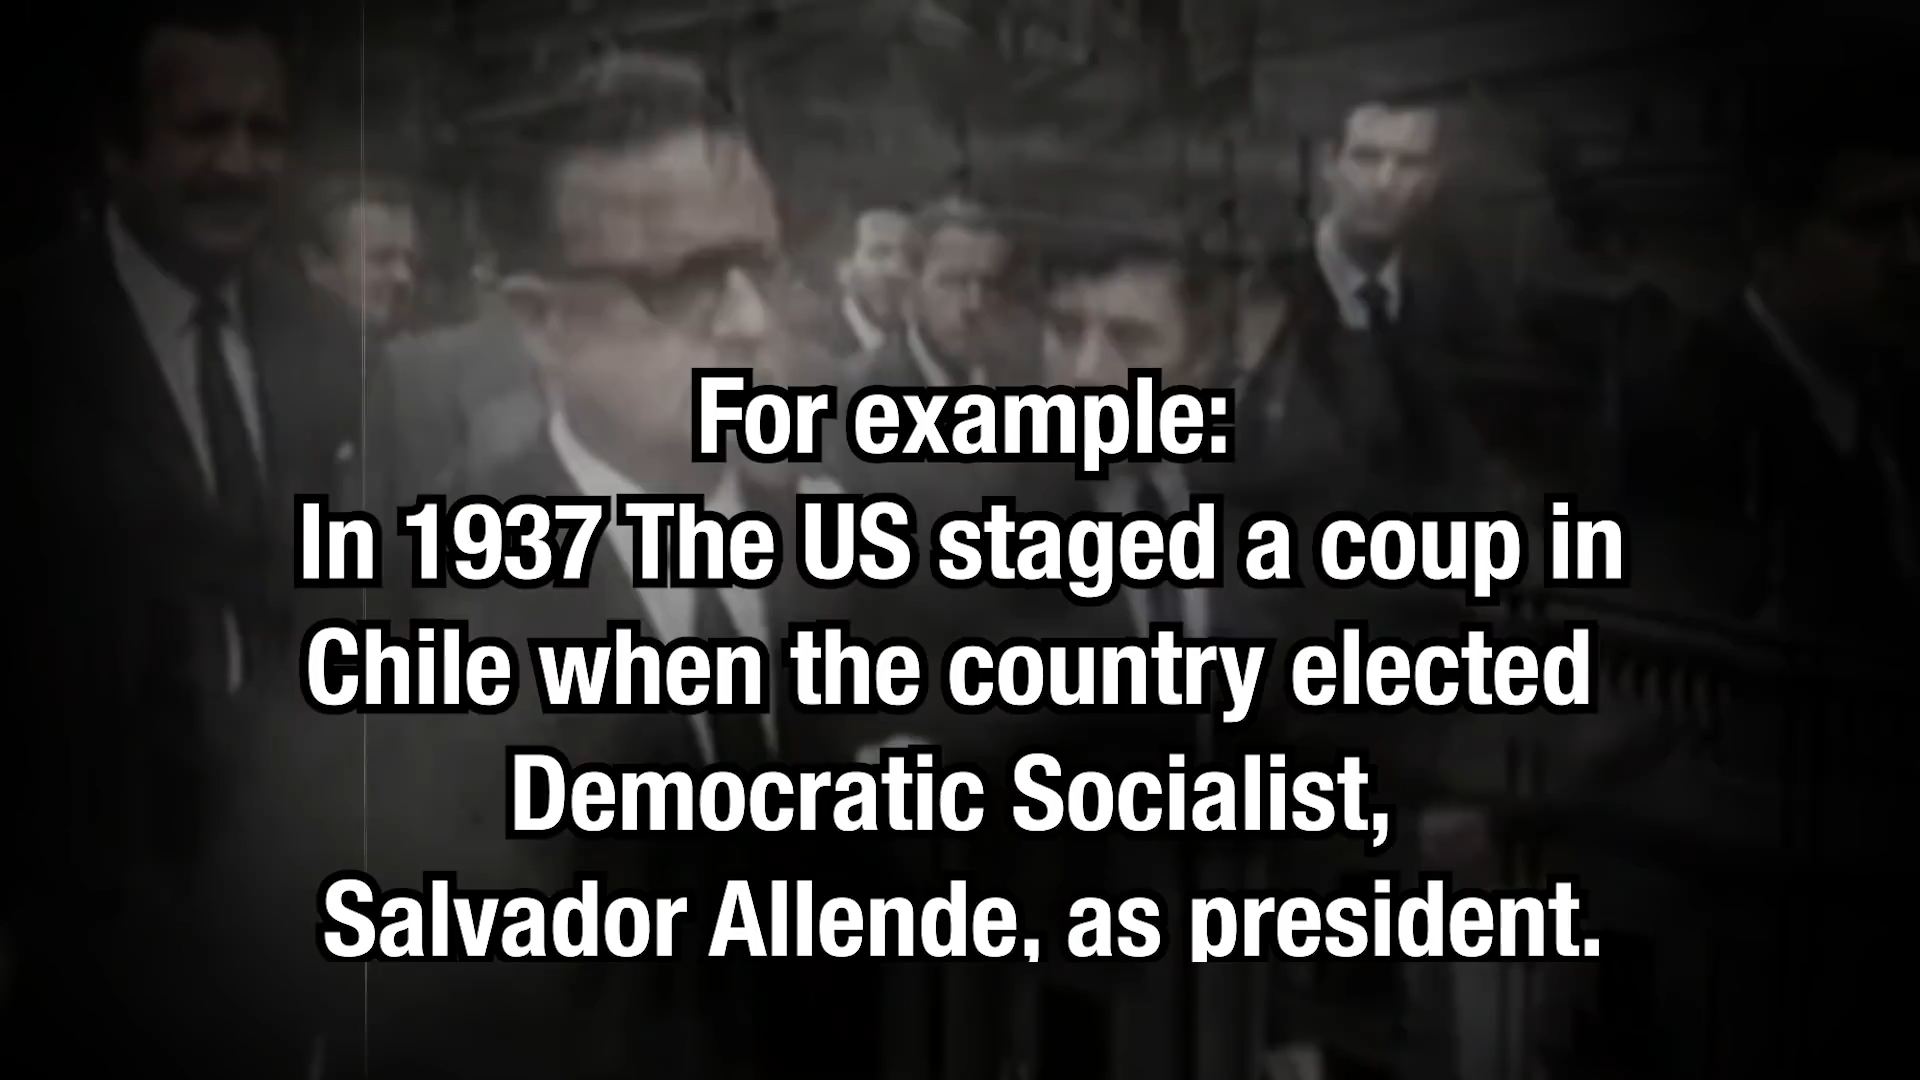 For example:
In 1937 The US staged a coup in
Chile when the country elected
Democratic Socialist,
Salvador Allende, as president.